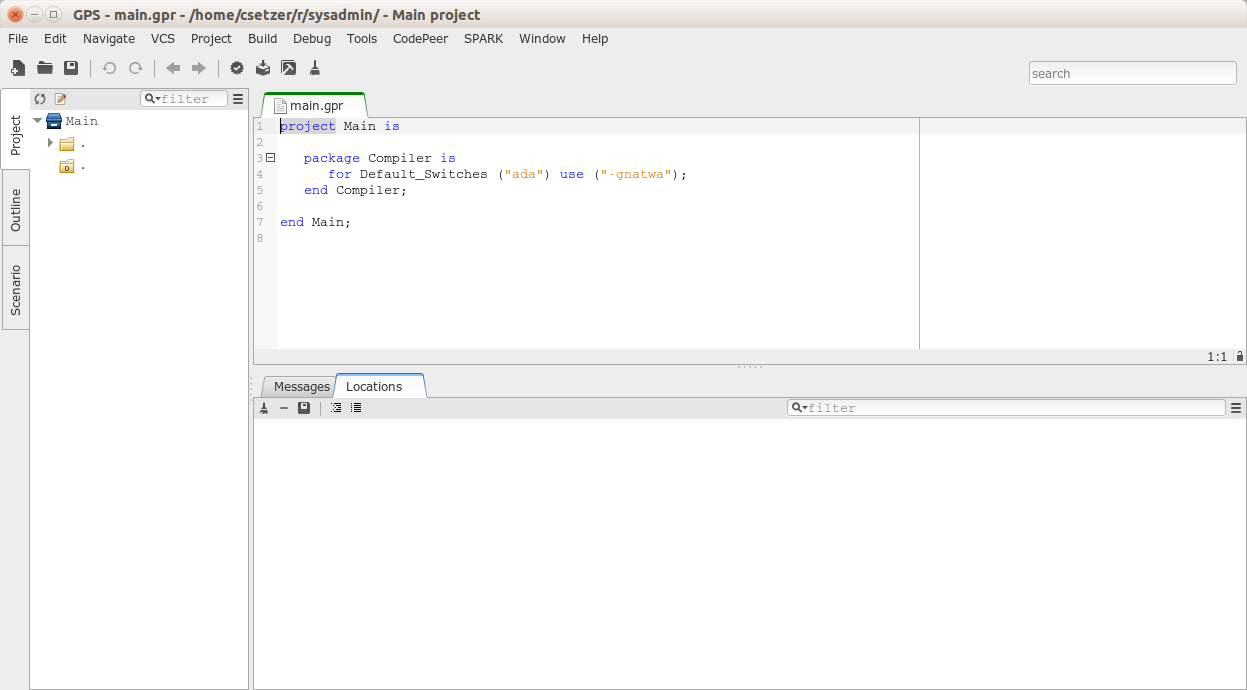 GPS - main.gpr - /home/csetzer/r/sysadmin/ - Main project
File Edit Navigate VCS Project Build Debug Tools CodePeer SPARK Window Help
search
Project
Outline
Scenario
filter
Main
.
o .
main.gpr
1 project Main is
2
3 package Compiler is
4 for Default_Switches ("ada") use ("-gnatwa");
5 end Compiler;
6
7 end Main;
8
1:1
Messages Locations
filter